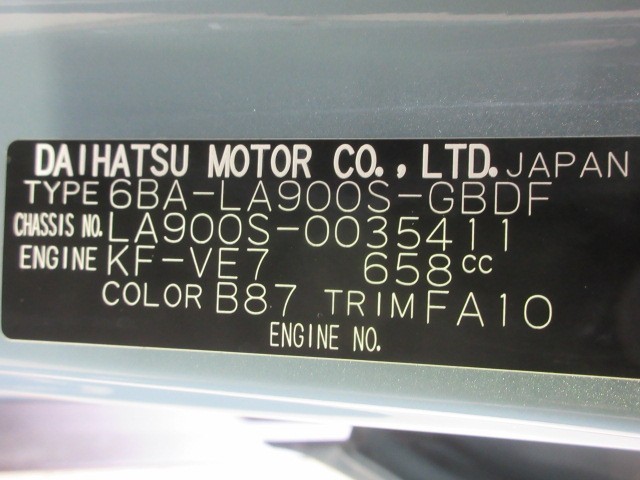 DAIHATSU MOTOR CO., LTD. JAPAN
TYPE 6BA-LA900S-GBDF
CHASSIS NO. LA900S-0035411
ENGINE KF-VE7 658cc
COLOR B87 TRIM FA10
ENGINE NO.